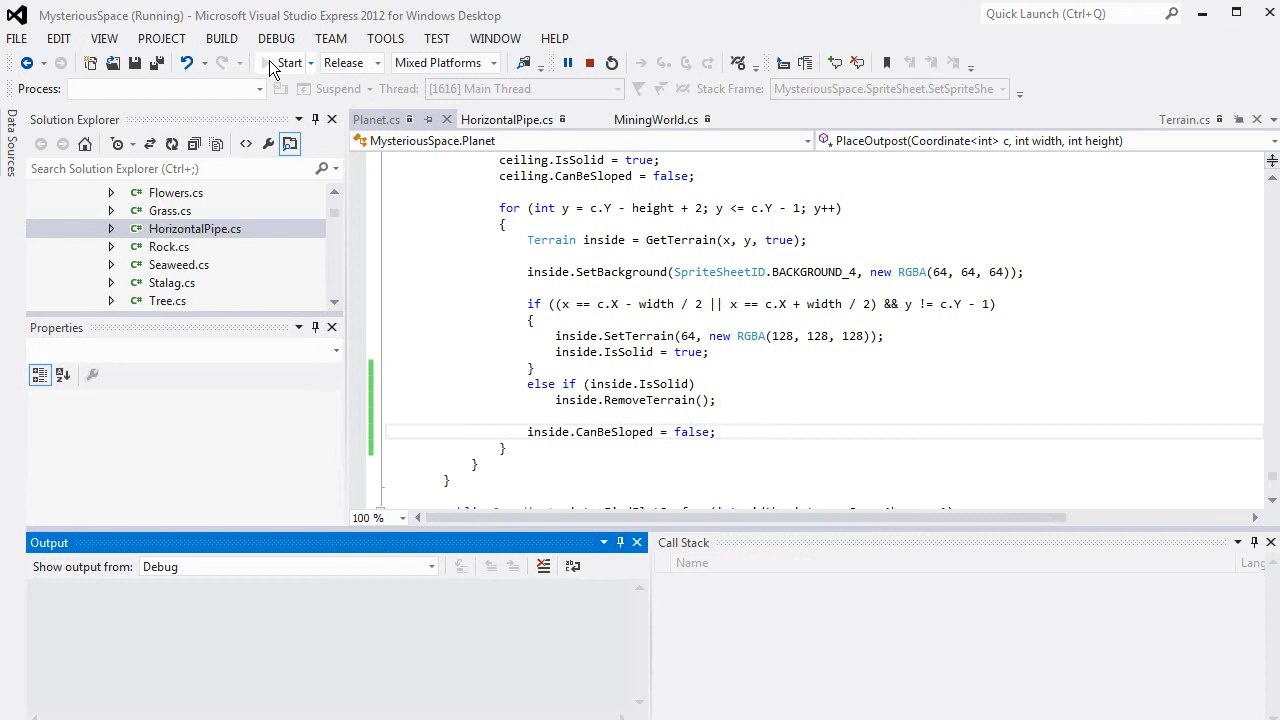 MysteriousSpace (Running) - Microsoft Visual Studio Express 2012 for Windows Desktop
Quick Launch (Ctrl+Q)
FILE EDIT VIEW PROJECT BUILD DEBUG TEAM TOOLS TEST WINDOW HELP
Start Release Mixed Platforms
Process: Suspend Thread: [1616] Main Thread Stack Frame: MysteriousSpace.SpriteSheet.SetSpriteShe
Data Sources
Solution Explorer
Search Solution Explorer (Ctrl+;)
Flowers.cs
Grass.cs
HorizontalPipe.cs
Rock.cs
Seaweed.cs
Stalag.cs
Tree.cs
Properties
Planet.cs HorizontalPipe.cs MiningWorld.cs Terrain.cs
MysteriousSpace.Planet PlaceOutpost(Coordinate<int> c, int width, int height)
ceiling.IsSolid = true;
ceiling.CanBeSloped = false;
for (int y = c.Y - height + 2; y <= c.Y - 1; y++)
{
Terrain inside = GetTerrain(x, y, true);
inside.SetBackground(SpriteSheetID.BACKGROUND_4, new RGBA(64, 64, 64));
if ((x == c.X - width / 2 || x == c.X + width / 2) && y != c.Y - 1)
{
inside.SetTerrain(64, new RGBA(128, 128, 128));
inside.IsSolid = true;
}
else if (inside.IsSolid)
inside.RemoveTerrain();
inside.CanBeSloped = false;
}
}
}
100 %
Output
Show output from: Debug
Call Stack
Name Lang